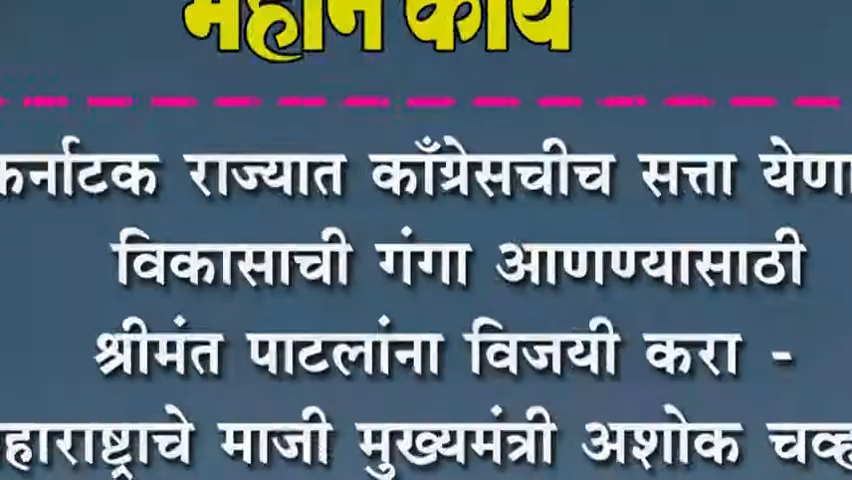 महान कार्य
कर्नाटक राज्यात काँग्रेसचीच सत्ता
विकासाची गंगा आणण्यासाठी
श्रीमंत पाटलांना विजयी करा -
माजी मुख्यमंत्री अशोक